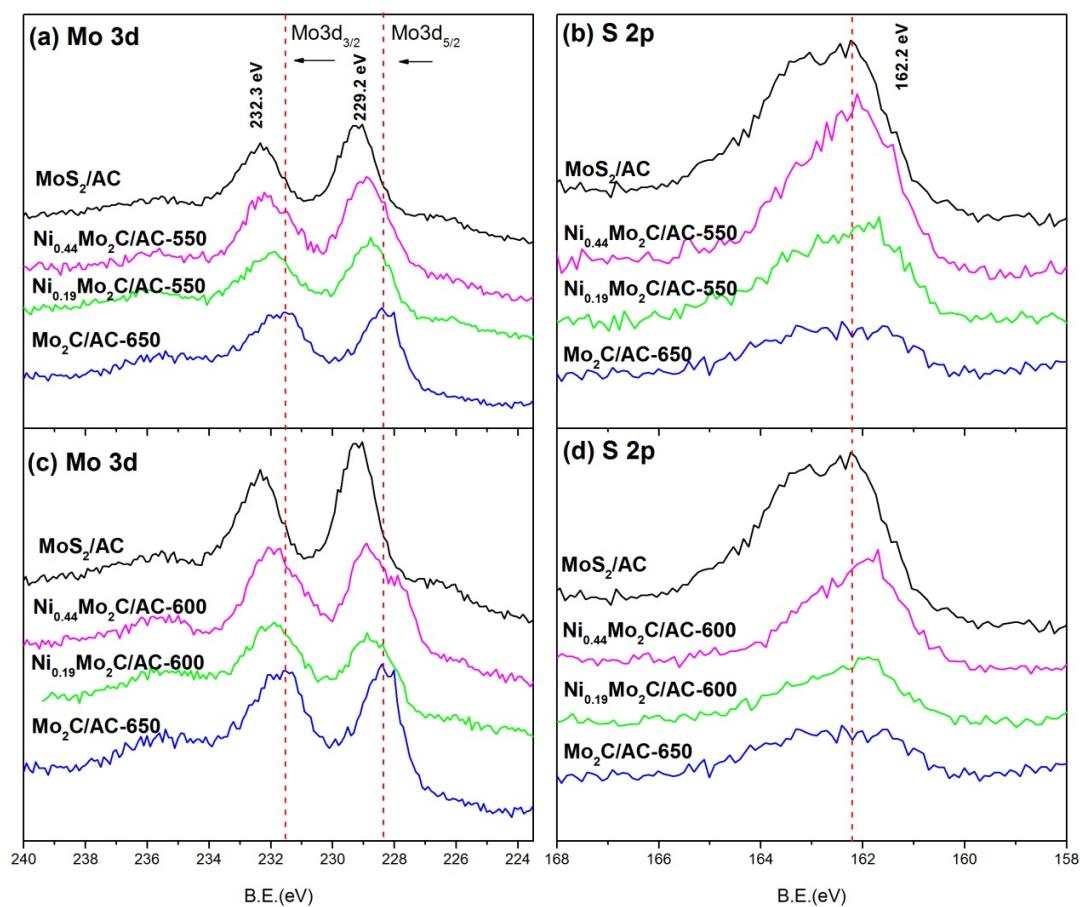 (a) Mo 3d
Mo3d3/2
Mo3d5/2
232.3 eV
229.2 eV
MoS2/AC
Ni0.44Mo2C/AC-550
Ni0.19Mo2C/AC-550
Mo2C/AC-650
(b) S 2p
162.2 eV
MoS2/AC
Ni0.44Mo2C/AC-550
Ni0.19Mo2C/AC-550
Mo2C/AC-650
(c) Mo 3d
MoS2/AC
Ni0.44Mo2C/AC-600
Ni0.19Mo2C/AC-600
Mo2C/AC-650
240 238 236 234 232 230 228 226 224
B.E.(eV)
(d) S 2p
MoS2/AC
Ni0.44Mo2C/AC-600
Ni0.19Mo2C/AC-600
Mo2C/AC-650
168 166 164 162 160 158
B.E.(eV)